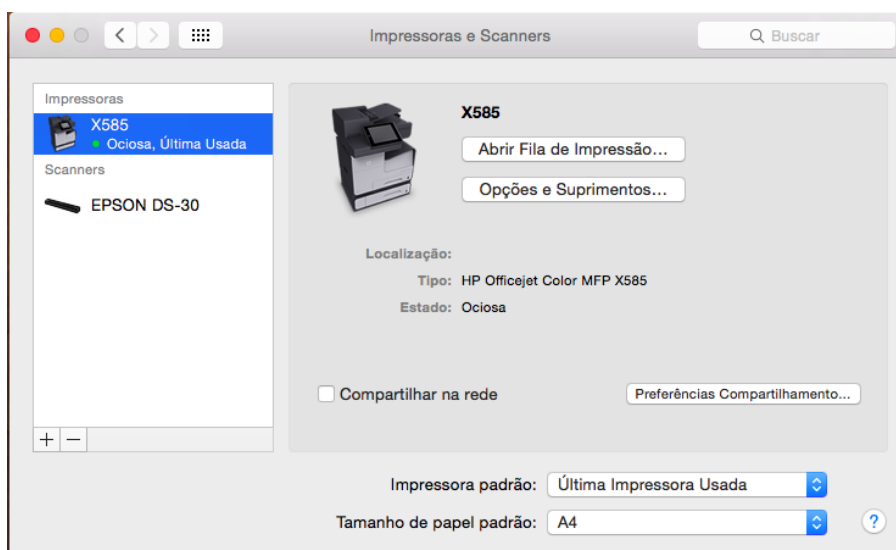 Impressoras e Scanners
Buscar
Impressoras
X585
Ociosa, Última Usada
Scanners
EPSON DS-30
X585
Abrir Fila de Impressão...
Opções e Suprimentos...
Localização:
Tipo: HP Officejet Color MFP X585
Estado: Ociosa
Compartilhar na rede
Preferências Compartilhamento...
+ −
Impressora padrão: Última Impressora Usada
Tamanho de papel padrão: A4
?